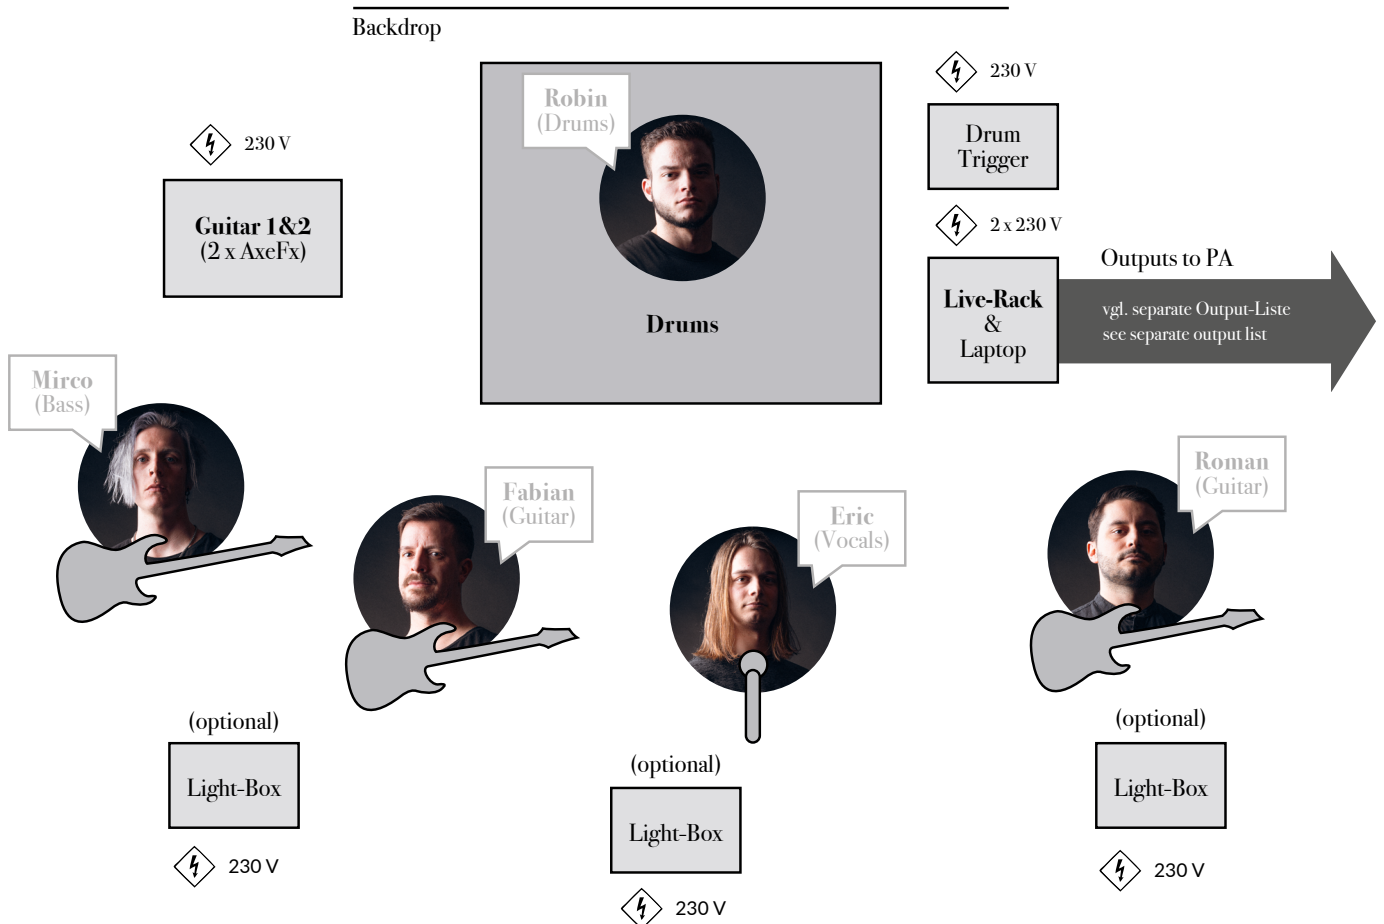 Backdrop
Robin
(Drums)
Drums
230 V
Guitar 1&2
(2 x AxeFx)
230 V
Drum
Trigger
2 x 230 V
Live-Rack
&
Laptop
Outputs to PA
vgl. separate Output-Liste
see separate output list
Mirco
(Bass)
Fabian
(Guitar)
Eric
(Vocals)
Roman
(Guitar)
(optional)
Light-Box
230 V
(optional)
Light-Box
230 V
(optional)
Light-Box
230 V